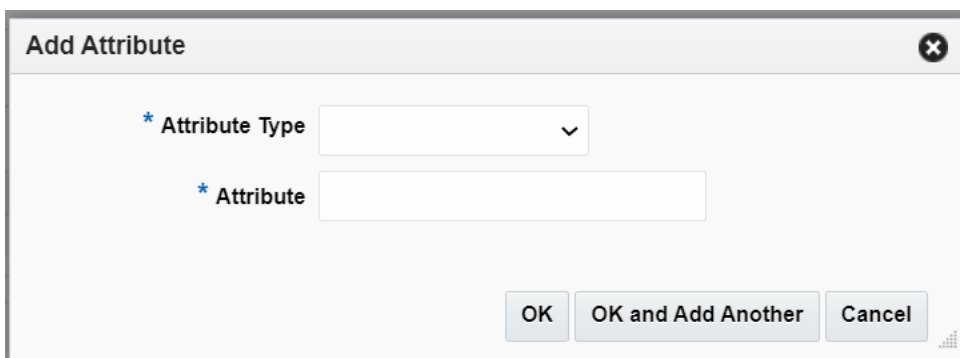 Add Attribute
* Attribute Type
* Attribute
OK OK and Add Another Cancel